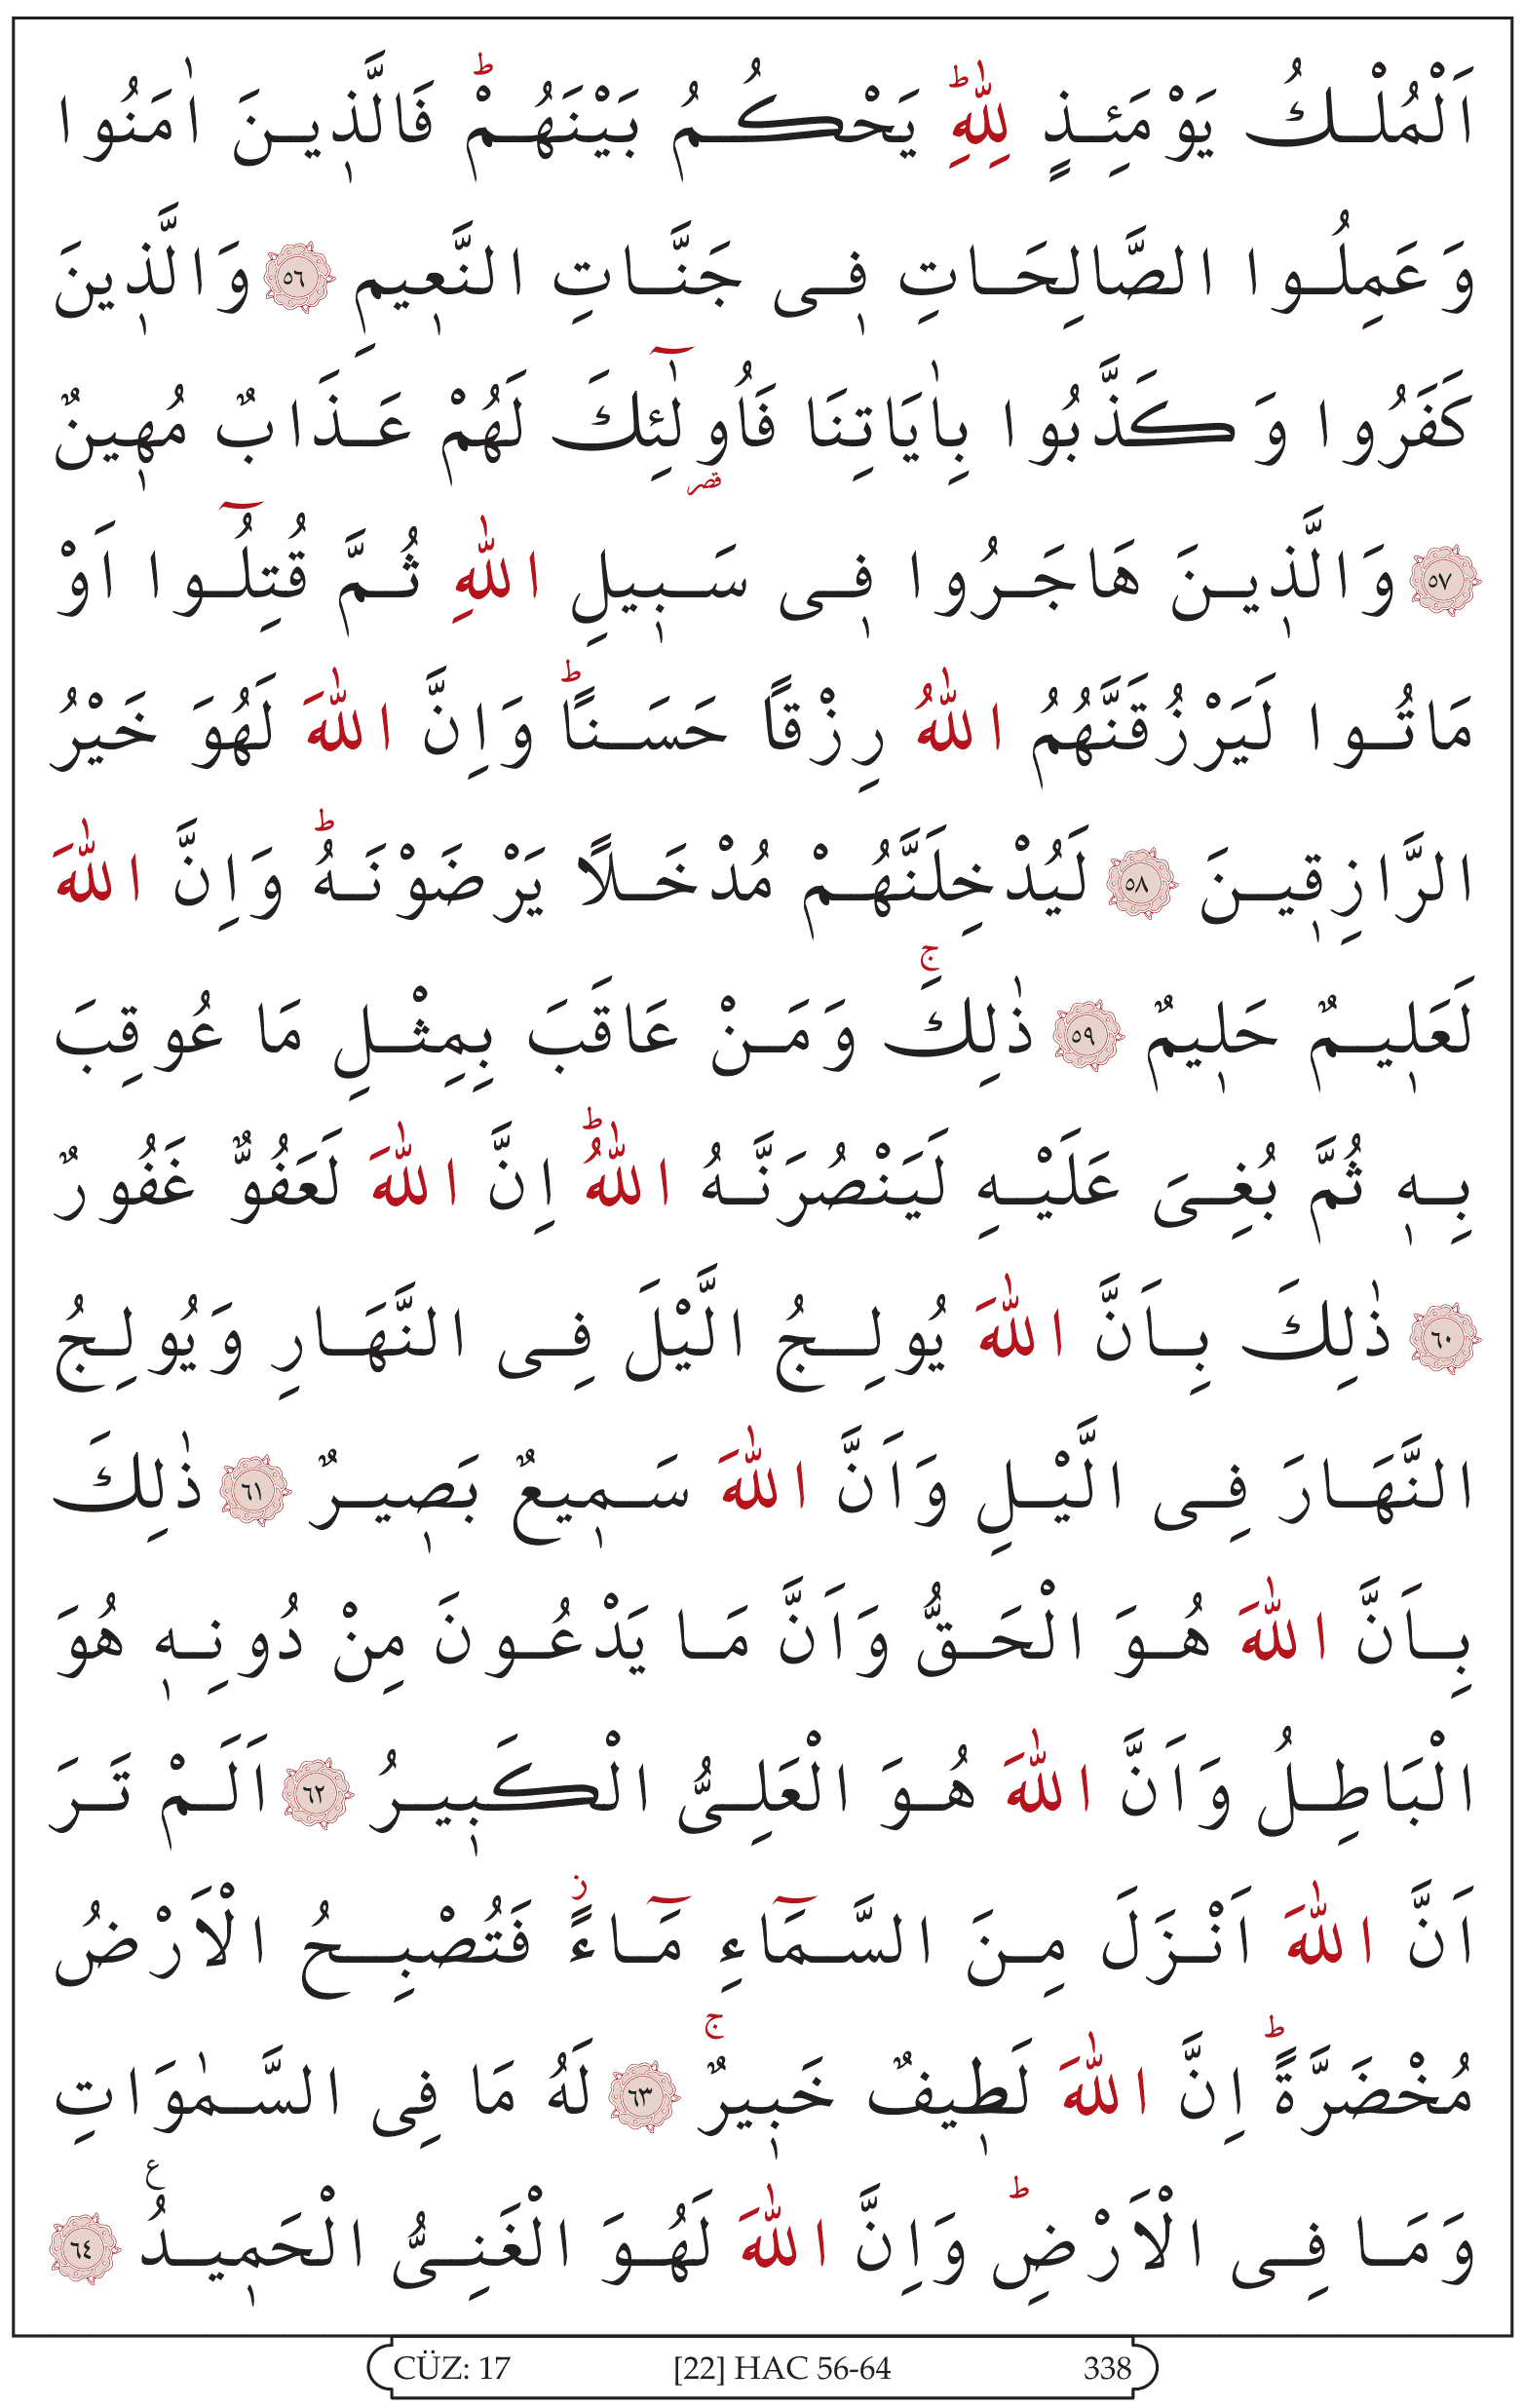 اَلْمُلْكُ يَوْمَئِذٍ لِلّٰهِۜ يَحْكُمُ بَيْنَهُمْۜ فَالَّذٖينَ اٰمَنُوا
وَعَمِلُوا الصَّالِحَاتِ فٖى جَنَّاتِ النَّعٖيمِ ﴿٥٦﴾ وَالَّذٖينَ
كَفَرُوا وَكَذَّبُوا بِاٰيَاتِنَا فَاُولٰٓئِكَ لَهُمْ عَذَابٌ مُهٖينٌ
﴿٥٧﴾ وَالَّذٖينَ هَاجَرُوا فٖى سَبٖيلِ اللّٰهِ ثُمَّ قُتِلُٓوا اَوْ
مَاتُوا لَيَرْزُقَنَّهُمُ اللّٰهُ رِزْقًا حَسَنًاۜ وَاِنَّ اللّٰهَ لَهُوَ خَيْرُ
الرَّازِقٖينَ ﴿٥٨﴾ لَيُدْخِلَنَّهُمْ مُدْخَلًا يَرْضَوْنَهُۜ وَاِنَّ اللّٰهَ
لَعَلٖيمٌ حَلٖيمٌ ﴿٥٩﴾ ذٰلِكَۚ وَمَنْ عَاقَبَ بِمِثْلِ مَا عُوقِبَ
بِهٖ ثُمَّ بُغِىَ عَلَيْهِ لَيَنْصُرَنَّهُ اللّٰهُۜ اِنَّ اللّٰهَ لَعَفُوٌّ غَفُورٌ
﴿٦٠﴾ ذٰلِكَ بِاَنَّ اللّٰهَ يُولِجُ الَّيْلَ فِى النَّهَارِ وَيُولِجُ
النَّهَارَ فِى الَّيْلِ وَاَنَّ اللّٰهَ سَمٖيعٌ بَصٖيرٌ ﴿٦١﴾ ذٰلِكَ
بِاَنَّ اللّٰهَ هُوَ الْحَقُّ وَاَنَّ مَا يَدْعُونَ مِنْ دُونِهٖ هُوَ
الْبَاطِلُ وَاَنَّ اللّٰهَ هُوَ الْعَلِىُّ الْكَبٖيرُ ﴿٦٢﴾ اَلَمْ تَرَ
اَنَّ اللّٰهَ اَنْزَلَ مِنَ السَّمَٓاءِ مَٓاءًؗ فَتُصْبِحُ الْاَرْضُ
مُخْضَرَّةًۜ اِنَّ اللّٰهَ لَطٖيفٌ خَبٖيرٌۚ ﴿٦٣﴾ لَهُ مَا فِى السَّمٰوَاتِ
وَمَا فِى الْاَرْضِۜ وَاِنَّ اللّٰهَ لَهُوَ الْغَنِىُّ الْحَمٖيدُࣖ ﴿٦٤﴾
CÜZ: 17 [22] HAC 56-64 338